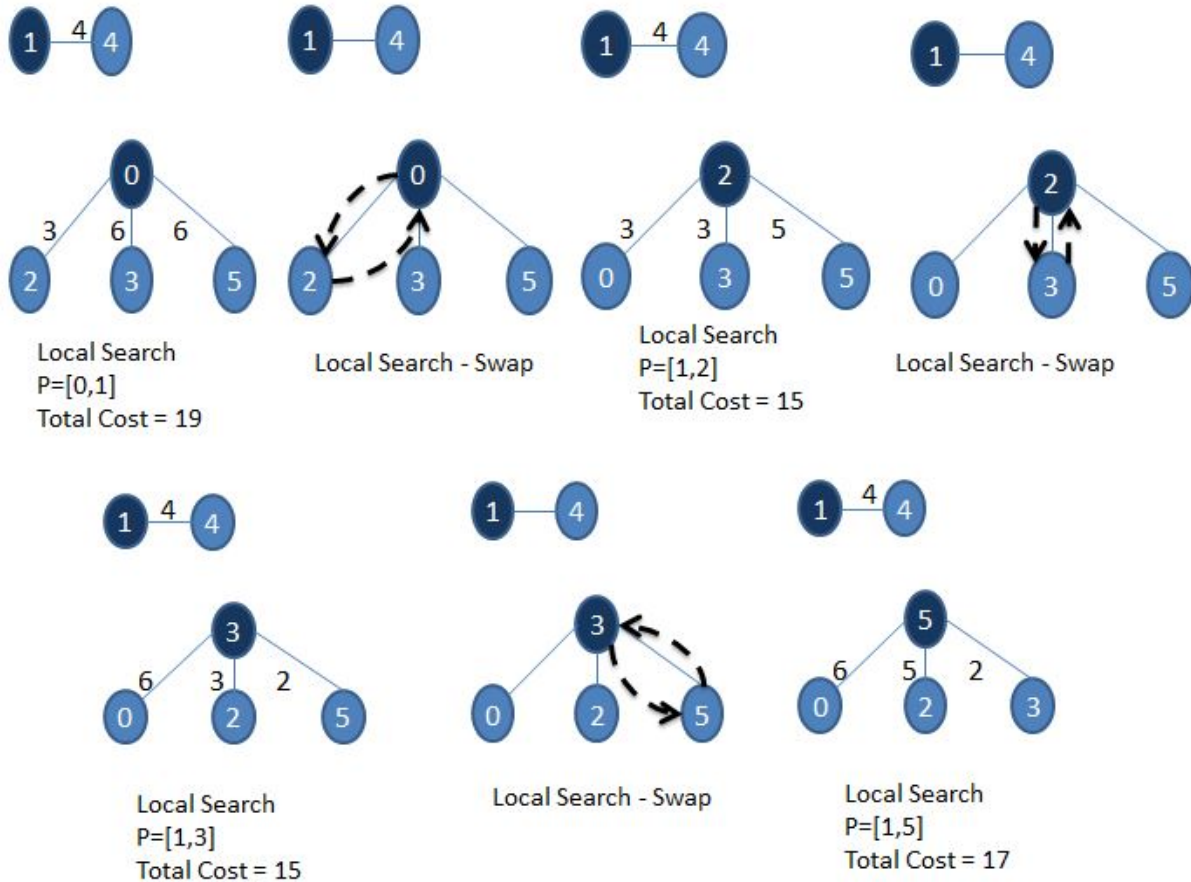 1 4 4
1 4
1 4 4
1 4
0
0
2
2
3 6 6
3 3 5
2 3 5
2 3 5
0 3 5
0 3 5
Local Search
P=[0,1]
Total Cost = 19
Local Search - Swap
Local Search
P=[1,2]
Total Cost = 15
Local Search - Swap
1 4 4
1 4
1 4 4
3
3
5
6 3 2
6 5 2
0 2 5
0 2 5
0 2 3
Local Search
P=[1,3]
Total Cost = 15
Local Search - Swap
Local Search
P=[1,5]
Total Cost = 17